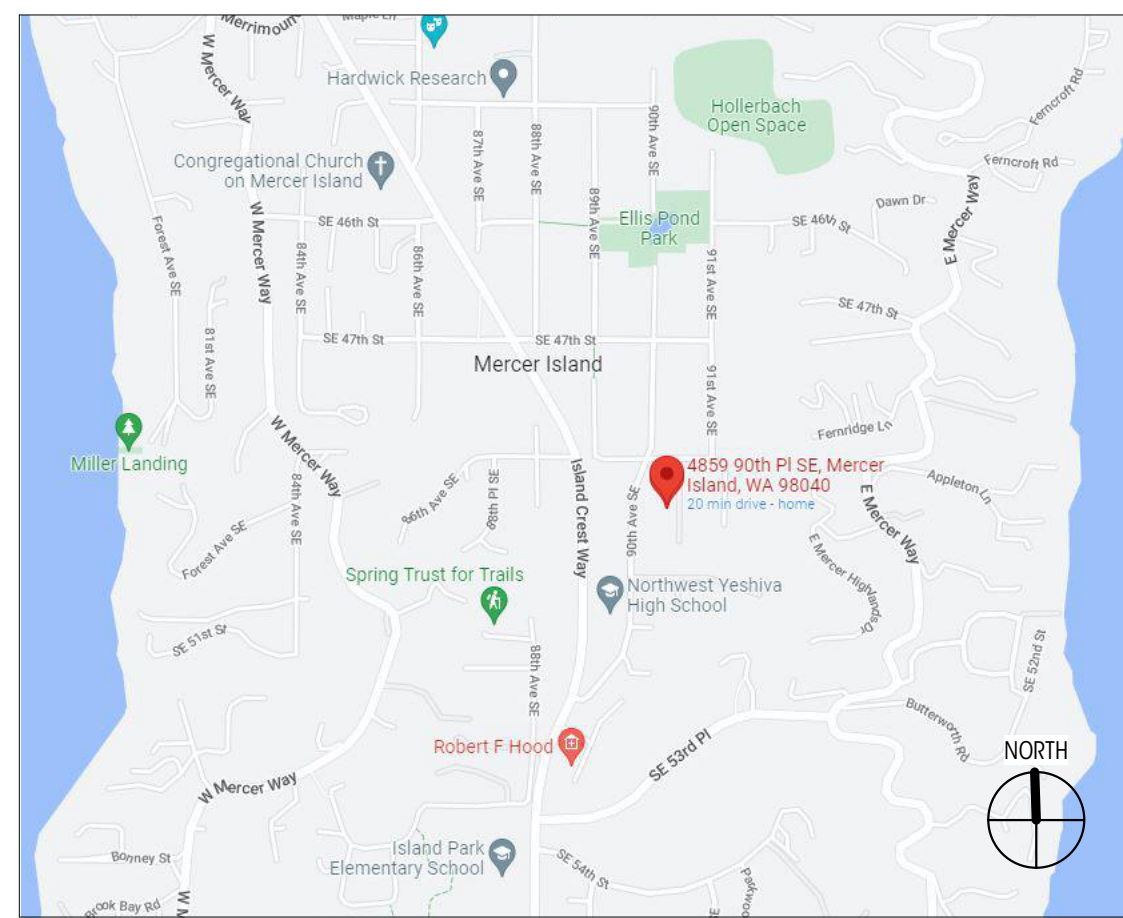 Merrimoun
Maple Ln
W Mercer Way
Hardwick Research
Hollerbach
Open Space
90th Ave SE
Ferncroft Rd
87th Ave SE
88th Ave SE
Congregational Church
on Mercer Island
Ferncroft Rd
89th Ave SE
Dawn Dr
W Mercer Way
SE 46th St
Ellis Pond
Park
SE 46th St
E Mercer Way
Forest Ave SE
84th Ave SE
86th Ave SE
91st Ave SE
SE 47th St
81st Ave SE
SE 47th St
SE 47th St
Mercer Island
91st Ave SE
Fernridge Ln
W Mercer Way
Miller Landing
Island Crest Way
4859 90th Pl SE, Mercer
Island, WA 98040
20 min drive - home
Appleton Ln
84th Ave SE
86th Ave SE
88th Pl SE
90th Ave SE
E Mercer Way
Forest Ave SE
E Mercer Highlands Dr
Spring Trust for Trails
Northwest Yeshiva
High School
SE 51st St
88th Ave SE
SE 52nd St
Butterworth Rd
Robert F Hood
SE 53rd Pl
NORTH
W Mercer Way
Island Park
Elementary School
Bonney St
SE 54th St
Parkwoo
rook Bay Rd
W M
SE